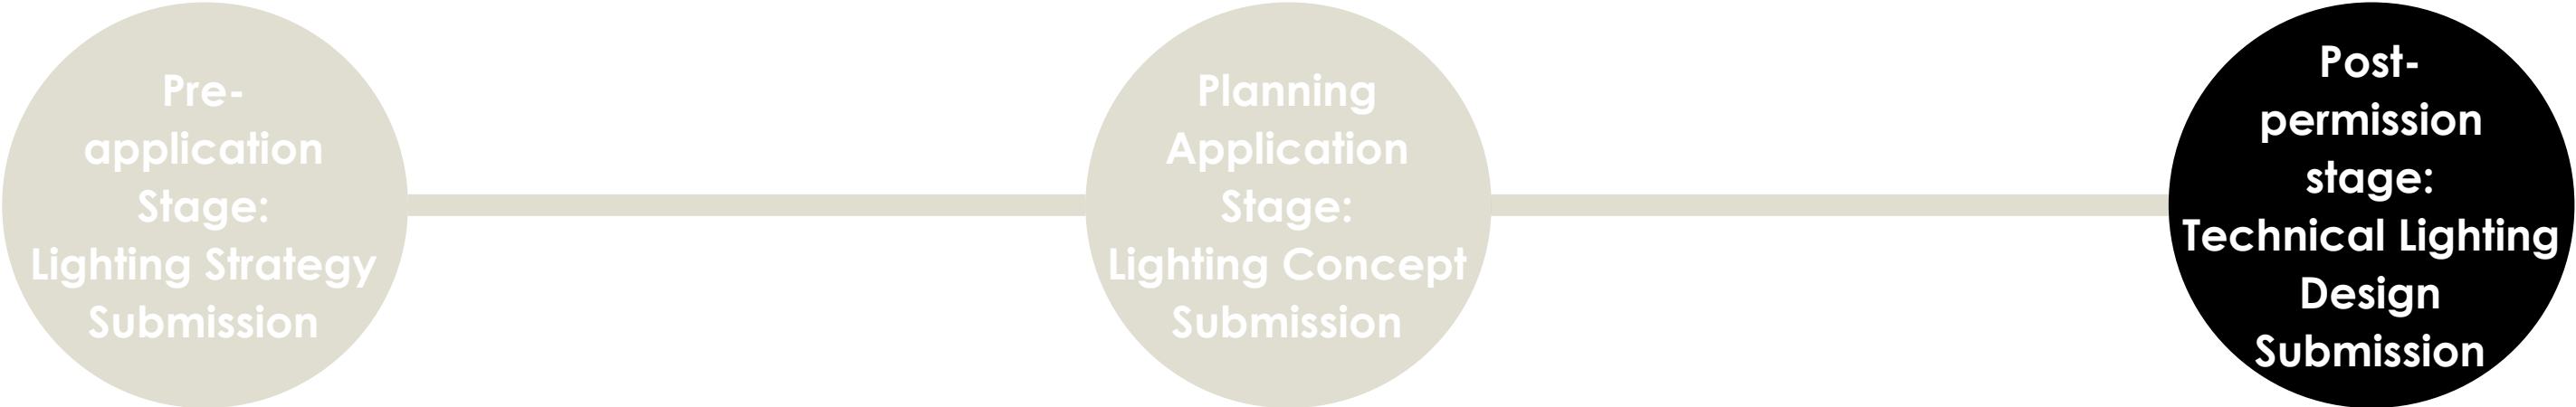 Pre-
application
Stage:
Lighting Strategy
Submission
Planning
Application
Stage:
Lighting Concept
Submission
Post-
permission
stage:
Technical Lighting
Design
Submission